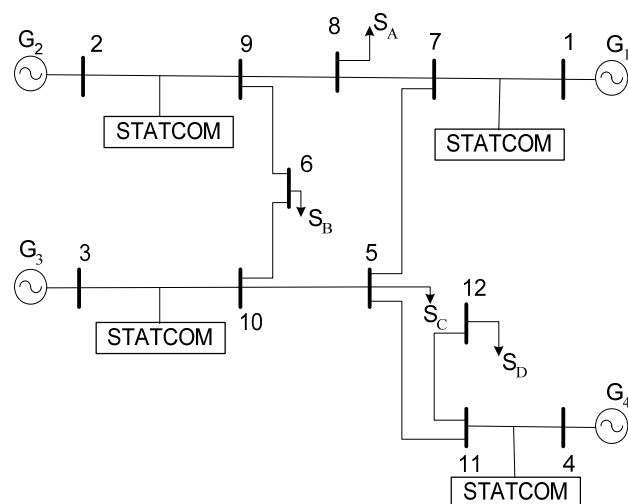 G2 2 9 8 SA 7 1 G1
STATCOM STATCOM
6
SB
G3 3 5 12
10 SC
STATCOM SD
G4
11 4
STATCOM